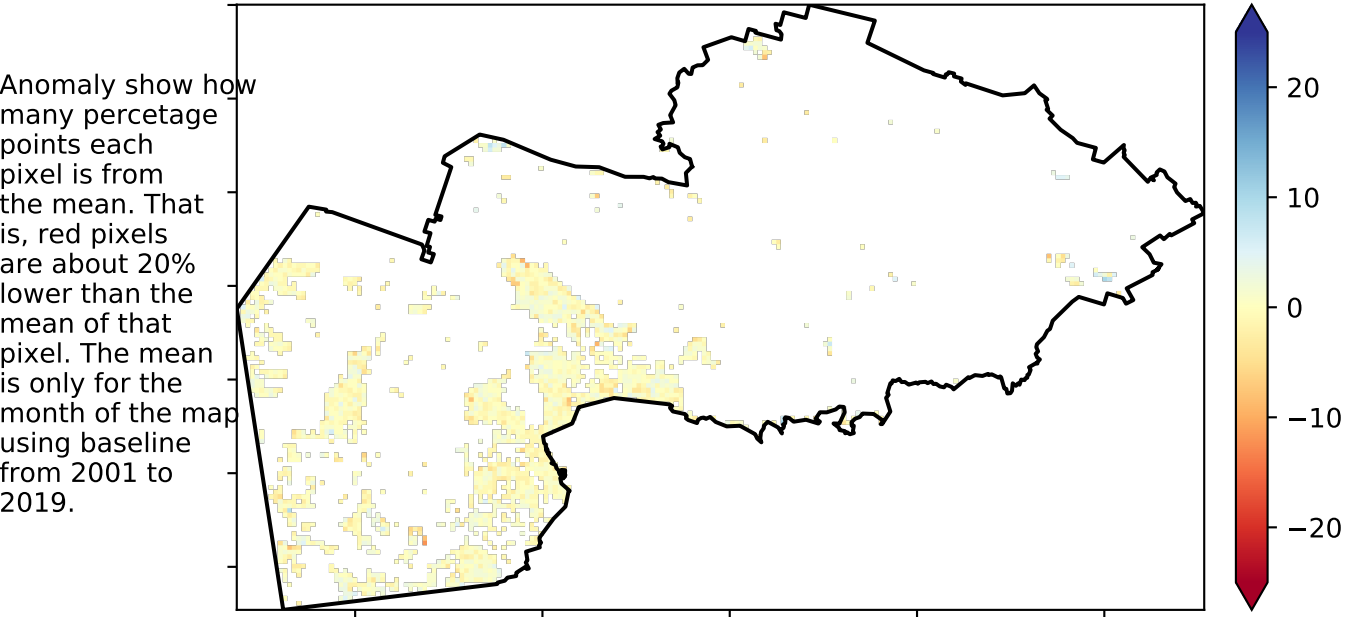 Anomaly show how
many percetage
points each
pixel is from
the mean. That
is, red pixels
are about 20%
lower than the
mean of that
pixel. The mean
is only for the
month of the map
using baseline
from 2001 to
2019.
20
10
0
−10
−20